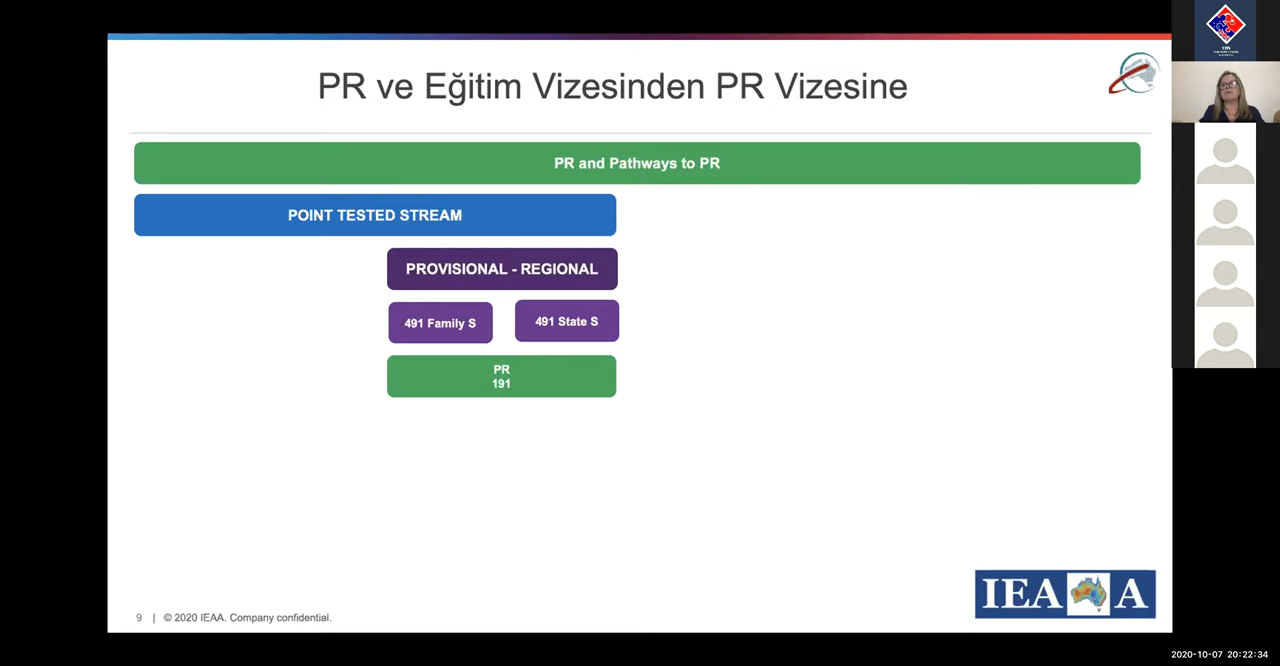 PR ve Eğitim Vizesinden PR Vizesine
PR and Pathways to PR
POINT TESTED STREAM
PROVISIONAL - REGIONAL
491 Family S
491 State S
PR
191
9 | © 2020 IEAA. Company confidential.
IEAA
2020-10-07 20:22:34